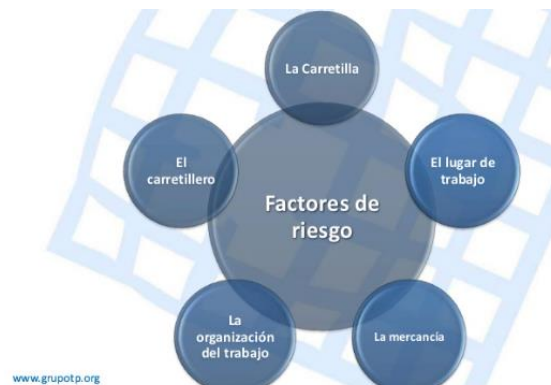 La Carretilla
El
carretillero
El lugar de
trabajo
Factores de
riesgo
La
organización
del trabajo
La mercancía
www.grupotp.org